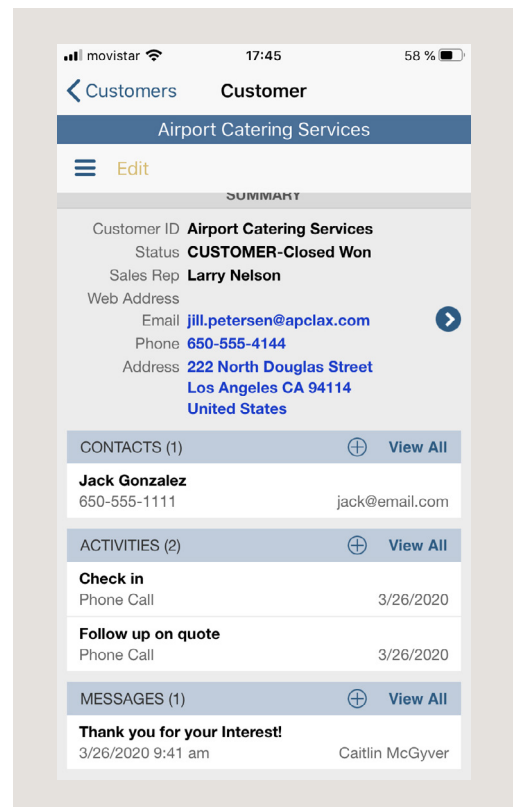 movistar 17:45 58 %
Customers Customer
Airport Catering Services
Edit
SUMMARY
Customer ID Airport Catering Services
Status CUSTOMER-Closed Won
Sales Rep Larry Nelson
Web Address
Email jill.petersen@apclax.com
Phone 650-555-4144
Address 222 North Douglas Street
Los Angeles CA 94114
United States
CONTACTS (1) View All
Jack Gonzalez
650-555-1111 jack@email.com
ACTIVITIES (2) View All
Check in
Phone Call 3/26/2020
Follow up on quote
Phone Call 3/26/2020
MESSAGES (1) View All
Thank you for your Interest!
3/26/2020 9:41 am Caitlin McGyver